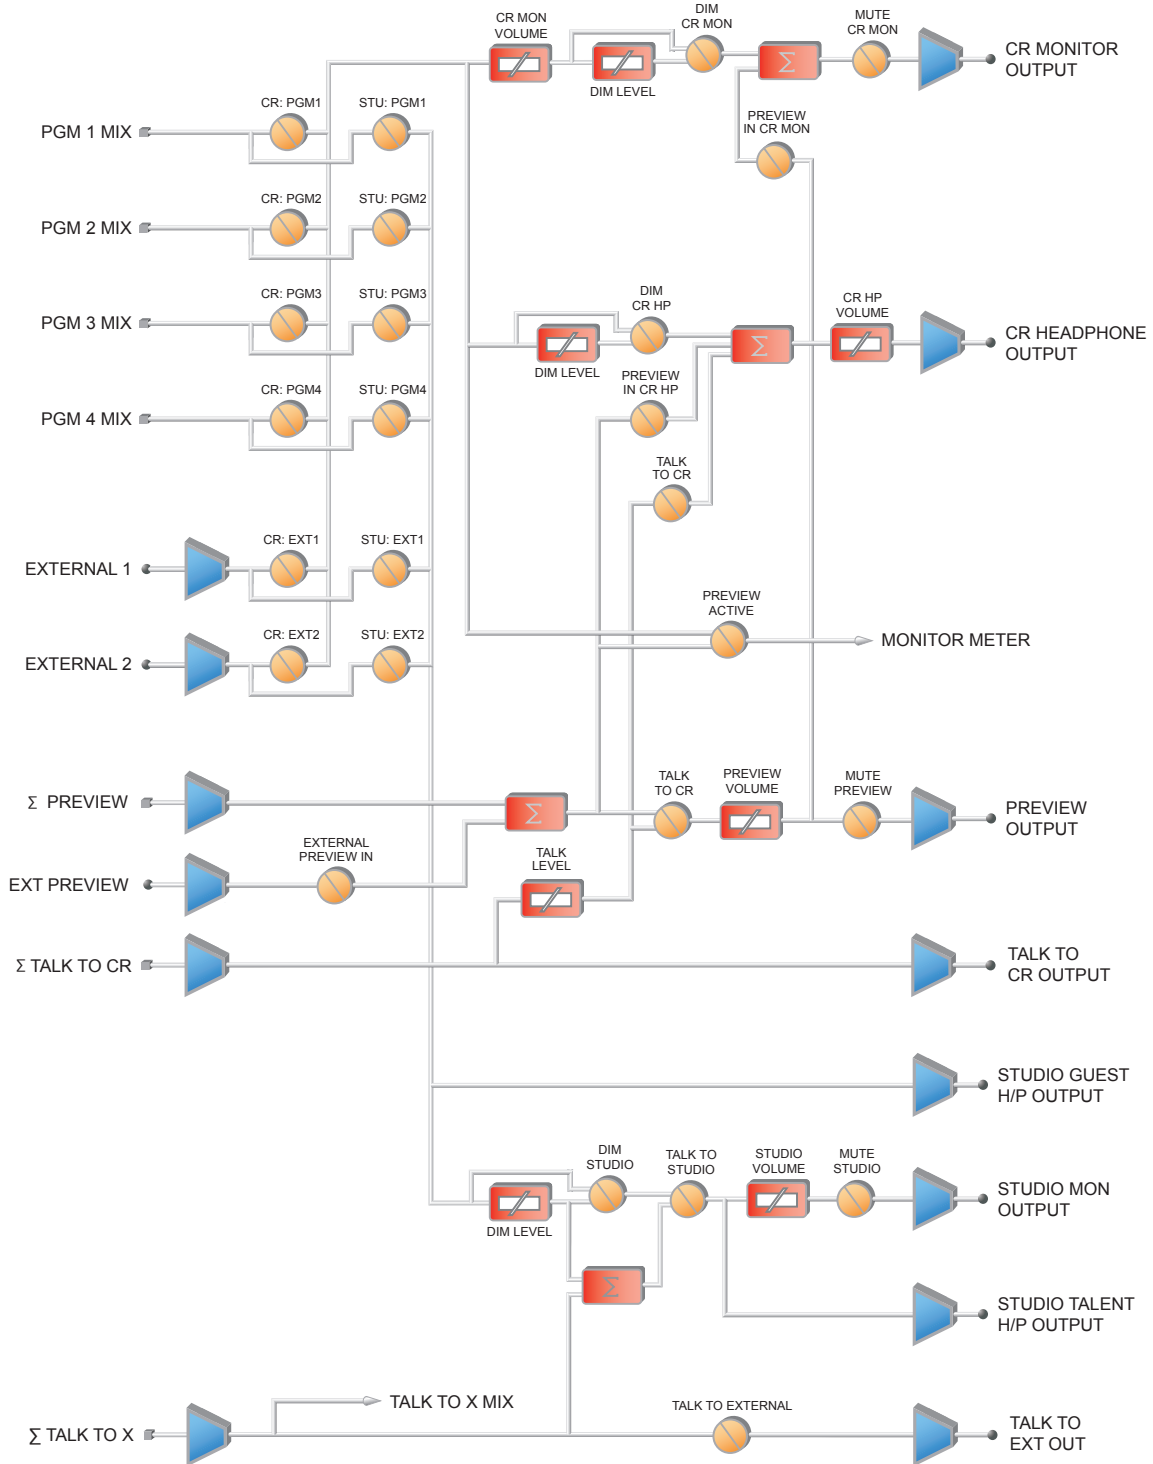 CR MON
VOLUME
DIM
CR MON
MUTE
CR MON
CR MONITOR
OUTPUT
DIM LEVEL
PREVIEW
IN CR MON
PGM 1 MIX
CR: PGM1
STU: PGM1
PGM 2 MIX
CR: PGM2
STU: PGM2
PGM 3 MIX
CR: PGM3
STU: PGM3
DIM
CR HP
CR HP
VOLUME
CR HEADPHONE
OUTPUT
DIM LEVEL
Σ
Σ
PREVIEW
IN CR HP
PGM 4 MIX
CR: PGM4
STU: PGM4
TALK
TO CR
EXTERNAL 1
CR: EXT1
STU: EXT1
PREVIEW
ACTIVE
MONITOR METER
EXTERNAL 2
CR: EXT2
STU: EXT2
Σ PREVIEW
Σ
TALK
TO CR
PREVIEW
VOLUME
MUTE
PREVIEW
PREVIEW
OUTPUT
EXTERNAL
PREVIEW IN
EXT PREVIEW
TALK
LEVEL
Σ TALK TO CR
TALK TO
CR OUTPUT
STUDIO GUEST
H/P OUTPUT
DIM
STUDIO
TALK TO
STUDIO
STUDIO
VOLUME
MUTE
STUDIO
STUDIO MON
OUTPUT
DIM LEVEL
Σ
STUDIO TALENT
H/P OUTPUT
TALK TO X MIX
Σ TALK TO X
TALK TO EXTERNAL
TALK TO
EXT OUT